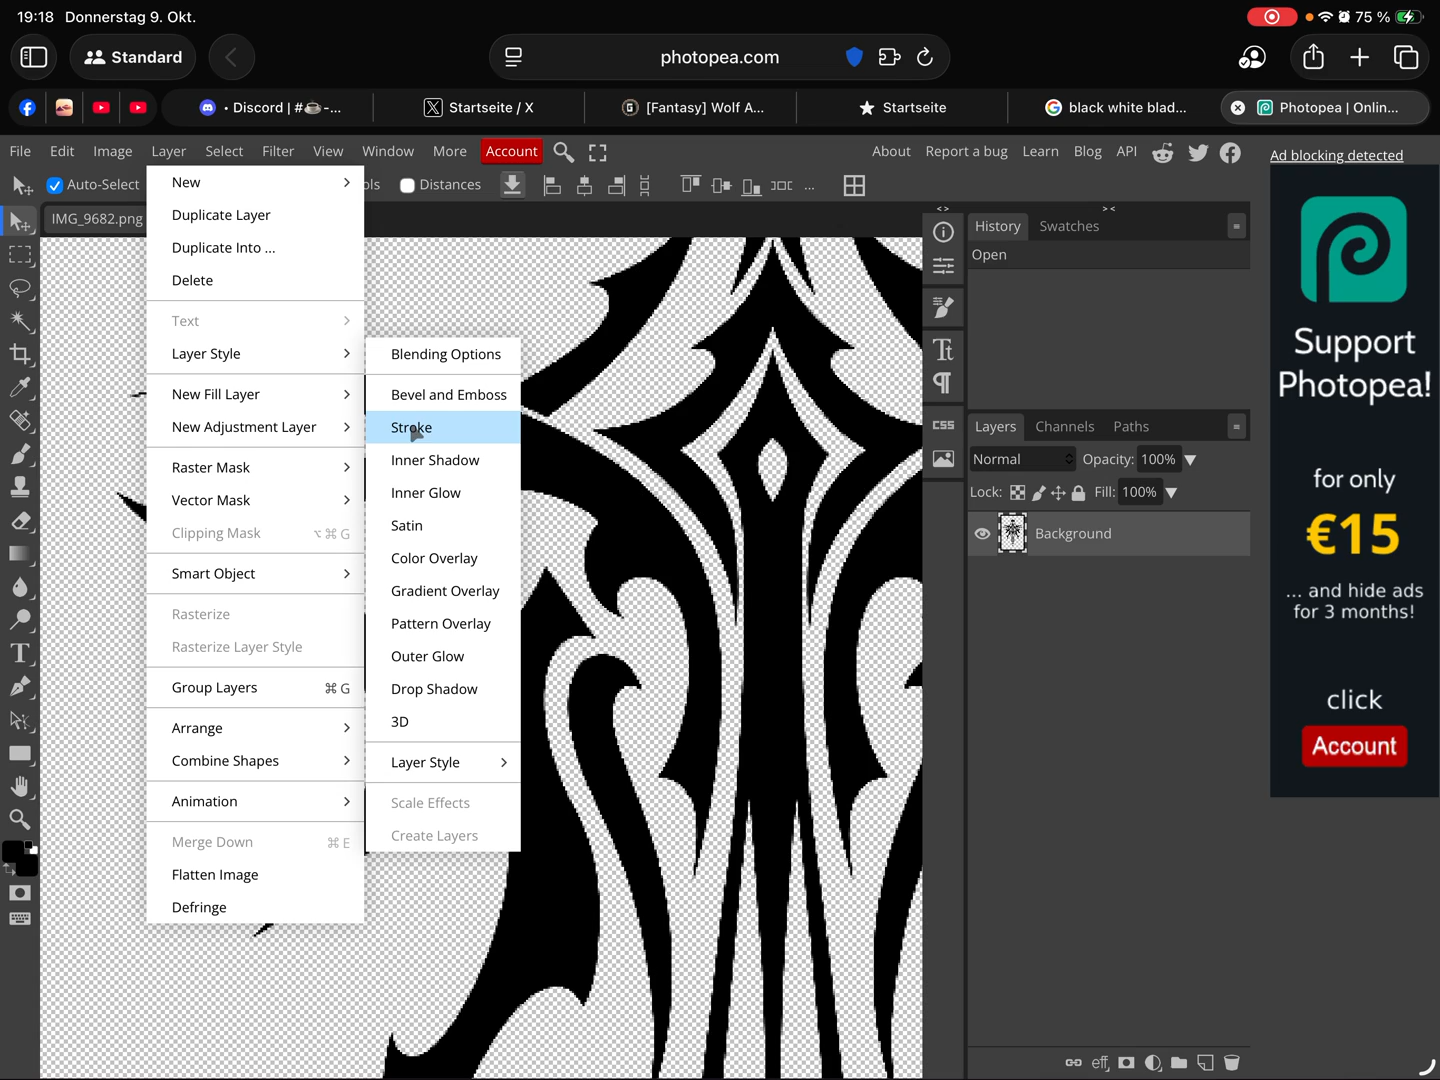 19:18 Donnerstag 9. Okt.
75 %
Standard
photopea.com
• Discord | #☕-...
Startseite / X
[Fantasy] Wolf A...
Startseite
black white blad...
Photopea | Onlin...
File Edit Image Layer Select Filter View Window More Account
About Report a bug Learn Blog API
Ad blocking detected
Auto-Select
ols
Distances
...
IMG_9682.png
New
Duplicate Layer
Duplicate Into ...
Delete
Text
Layer Style
New Fill Layer
New Adjustment Layer
Raster Mask
Vector Mask
Clipping Mask ⌥⌘G
Smart Object
Rasterize
Rasterize Layer Style
Group Layers ⌘G
Arrange
Combine Shapes
Animation
Merge Down ⌘E
Flatten Image
Defringe
Blending Options
Bevel and Emboss
Stroke
Inner Shadow
Inner Glow
Satin
Color Overlay
Gradient Overlay
Pattern Overlay
Outer Glow
Drop Shadow
3D
Layer Style
Scale Effects
Create Layers
< >
> <
History Swatches
Open
CSS
Layers Channels Paths
Normal Opacity: 100%
Lock: Fill: 100%
Background
eff
Support
Photopea!
for only
€15
... and hide ads
for 3 months!
click
Account